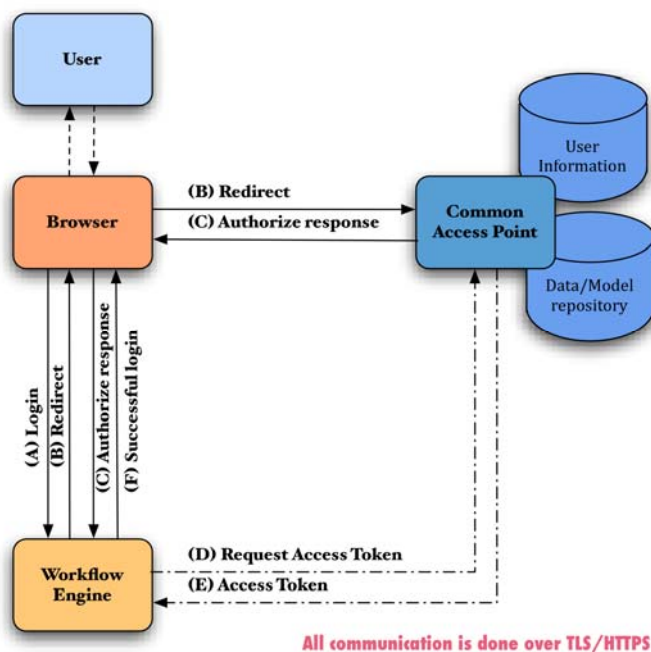 User
User
Information
(B) Redirect
Browser
(C) Authorize response
Common
Access Point
Data/Model
repository
(A) Login
(B) Redirect
(C) Authorize response
(F) Successful login
(D) Request Access Token
Workflow
Engine
(E) Access Token
All communication is done over TLS/HTTPS